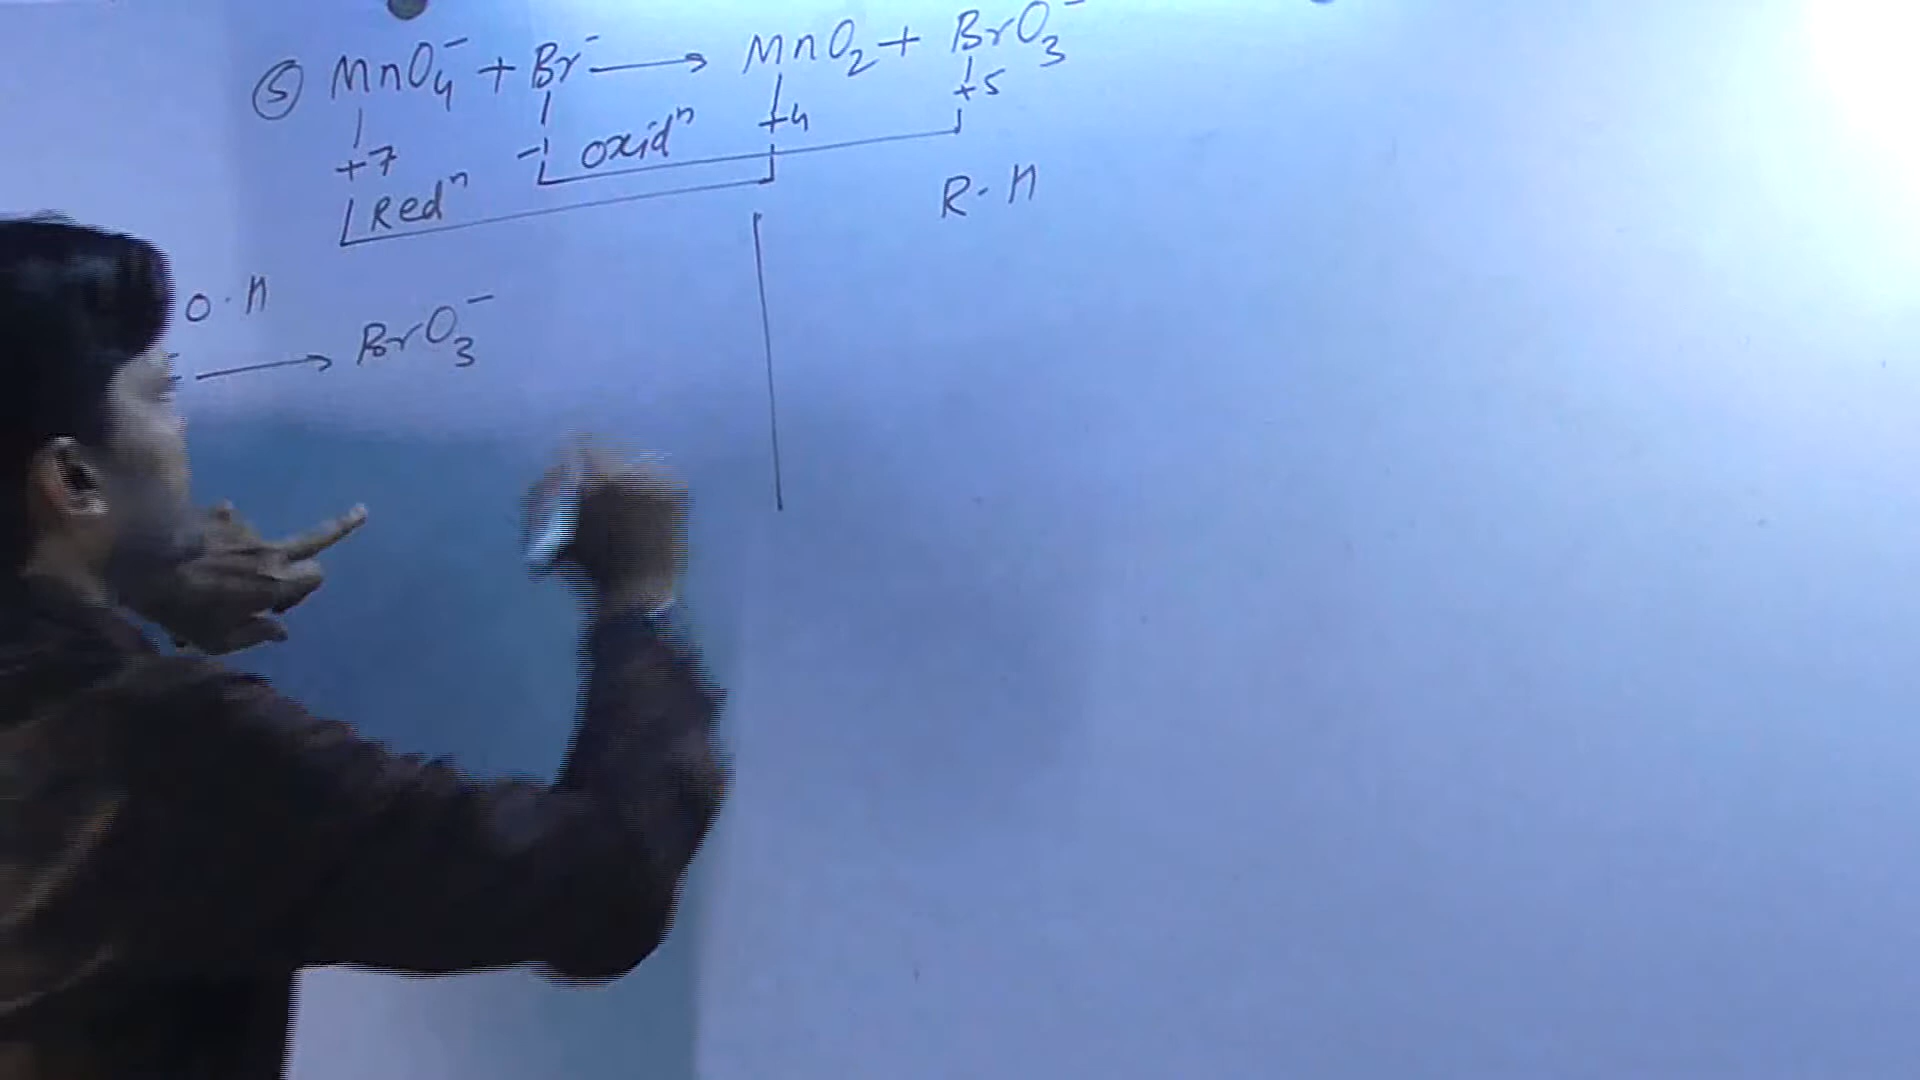 ⑤ MnO₄⁻ + Br⁻ ⟶ MnO₂ + BrO₃⁻
+7 -1 +4 +5
Redⁿ oxidⁿ
O.H R.H
⟶ BrO₃⁻